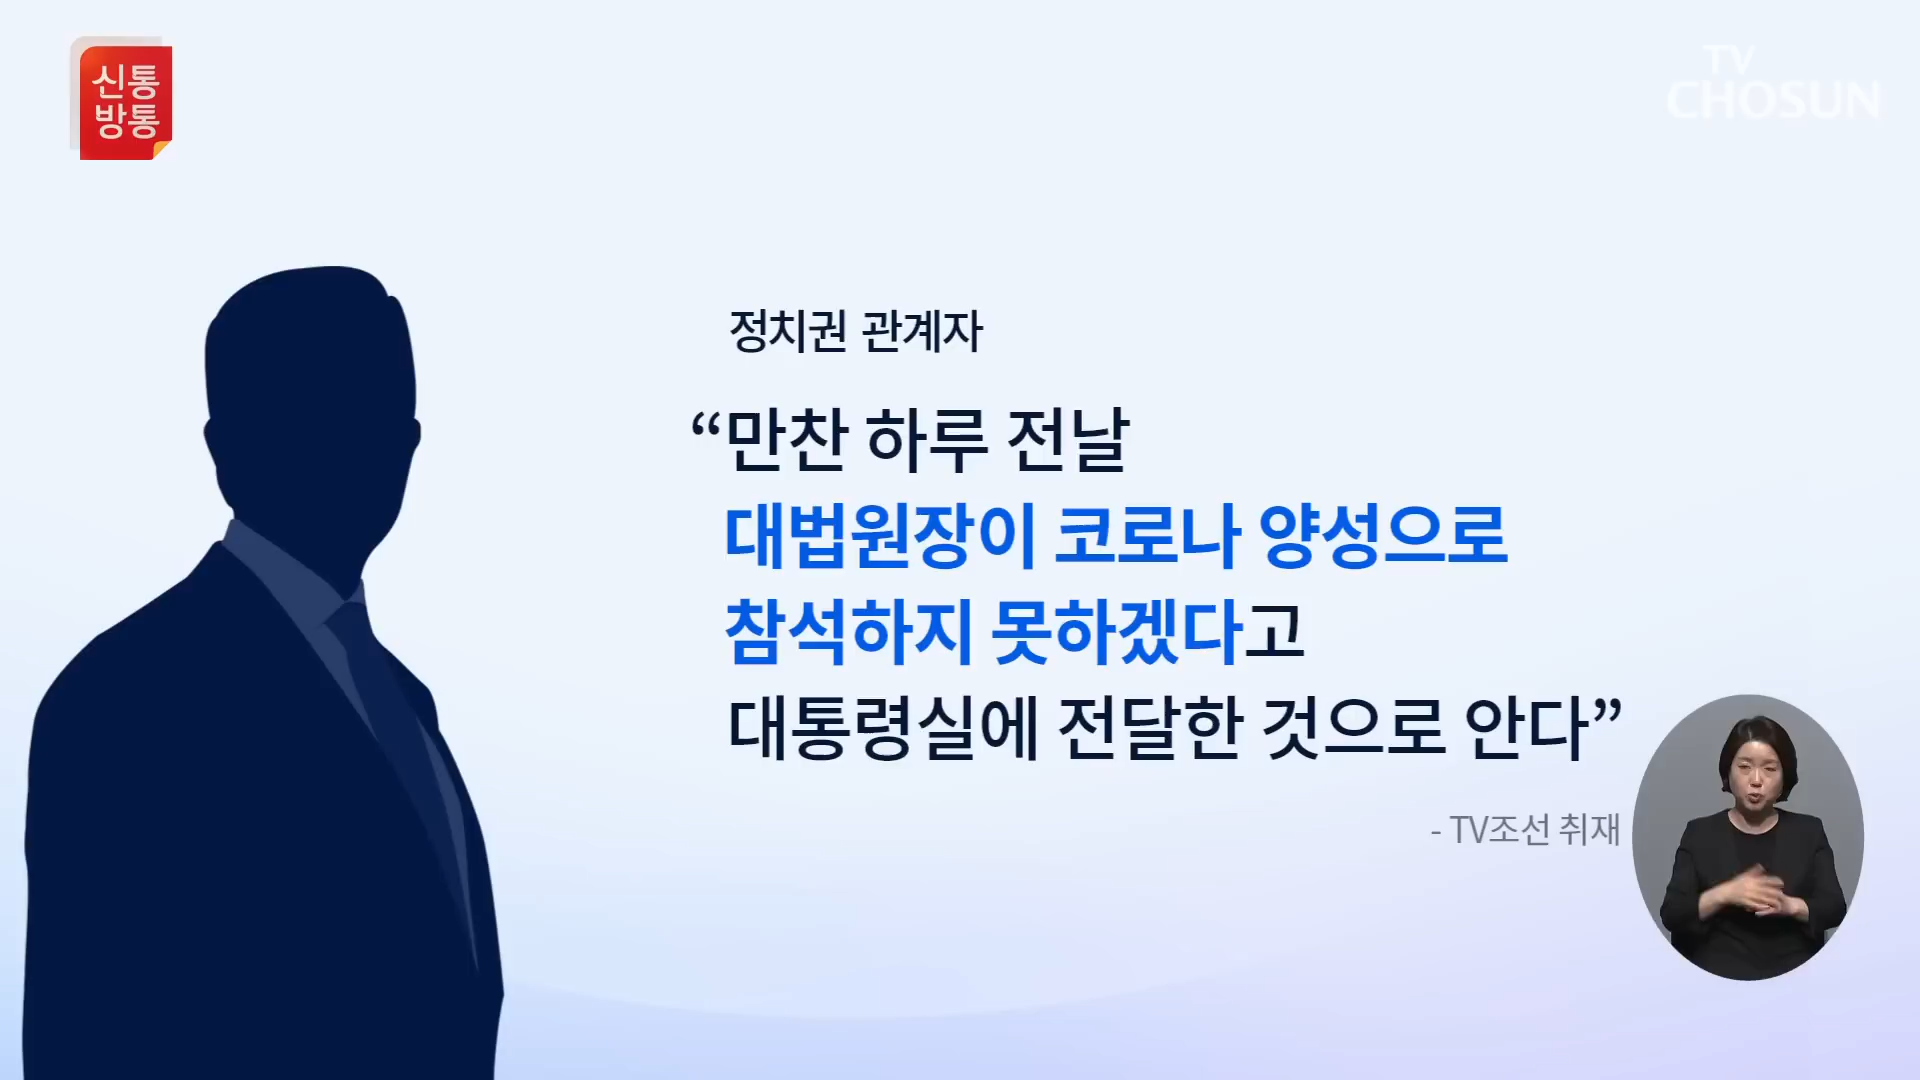 신통
방통
TV
CHOSUN
정치권 관계자
“만찬 하루 전날
대법원장이 코로나 양성으로
참석하지 못하겠다고
대통령실에 전달한 것으로 안다”
- TV조선 취재